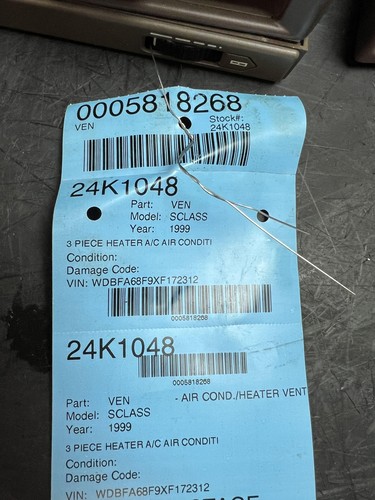 0005818268
VEN
Stock#:
24K1048
24K1048
Part: VEN
Model: SCLASS
Year: 1999
3 PIECE HEATER A/C AIR CONDITI
Condition:
Damage Code:
VIN: WDBFA68F9XF172312
0005818268
24K1048
0005818268
Part: VEN - AIR COND./HEATER VENT
Model: SCLASS
Year: 1999
3 PIECE HEATER A/C AIR CONDITI
Condition:
Damage Code:
VIN: WDBFA68F9XF172312